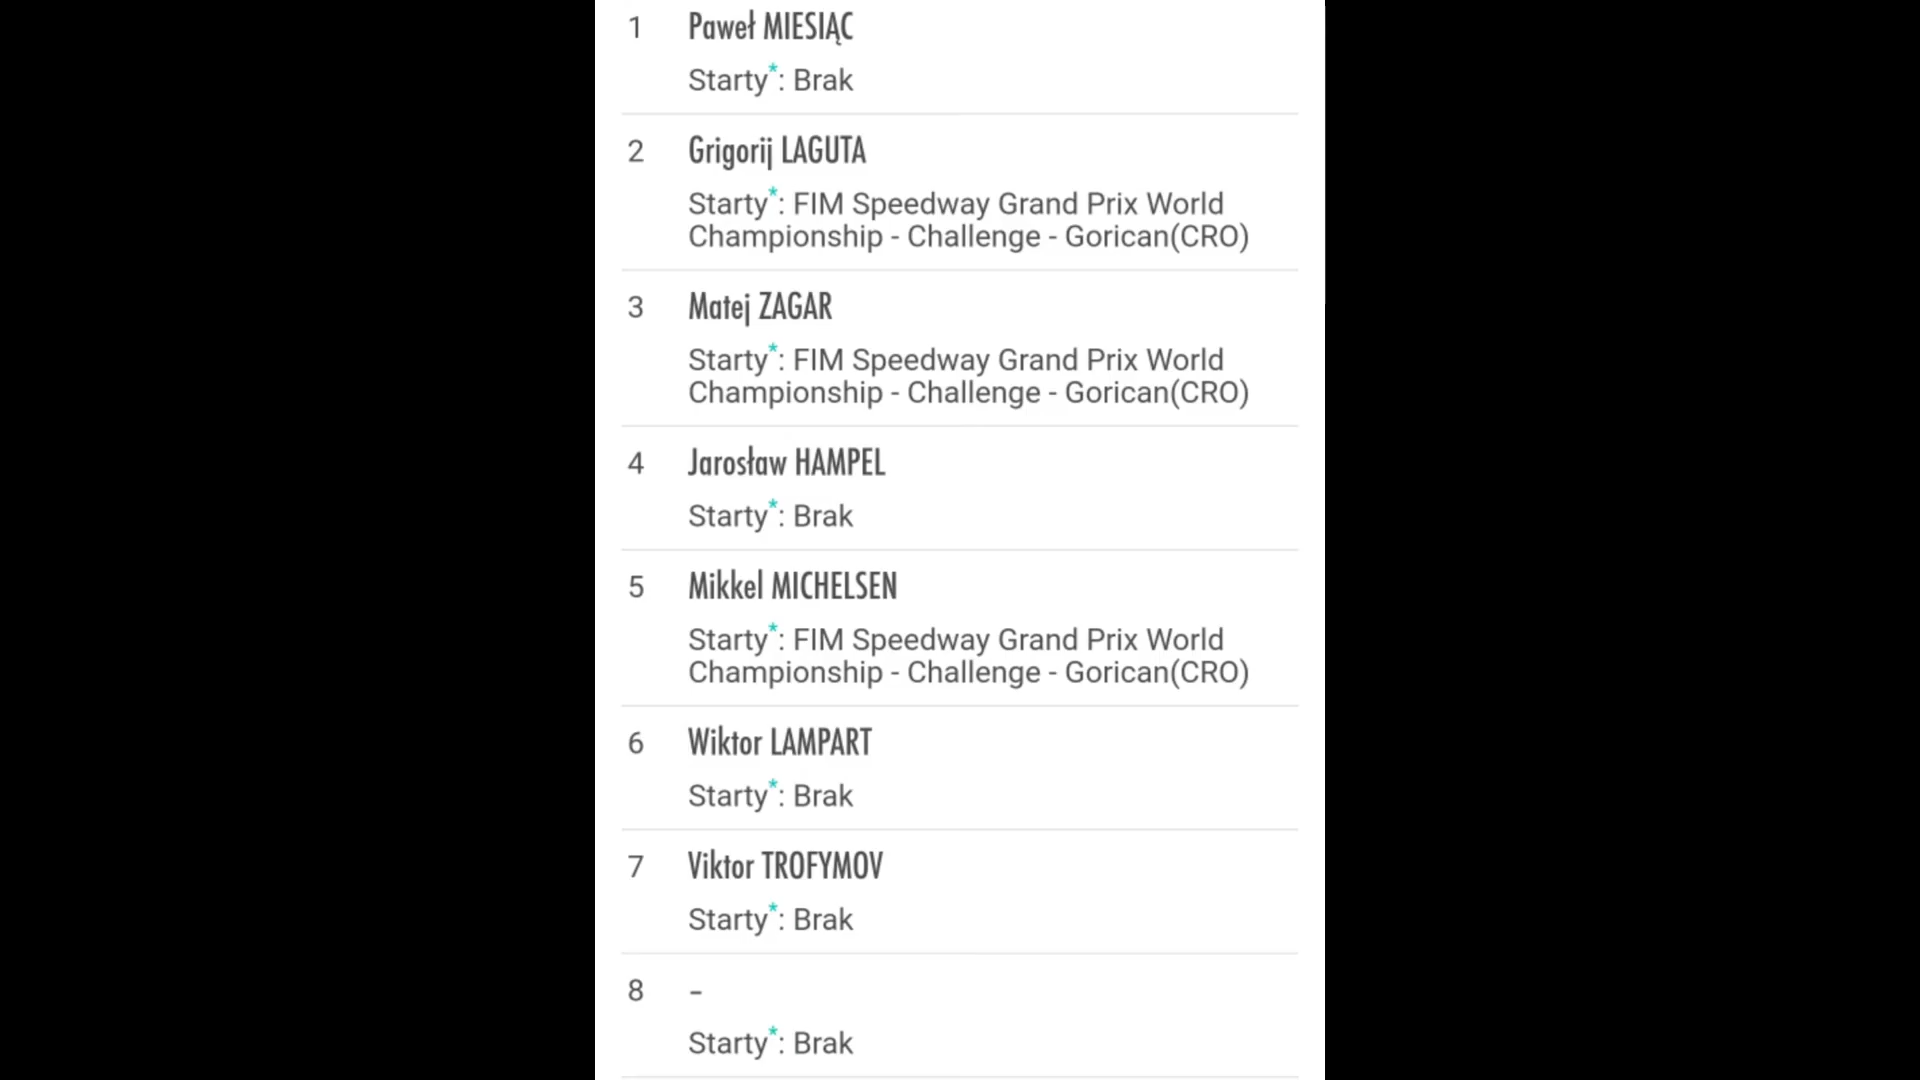 1 Paweł MIESIĄC
Starty*: Brak
2 Grigorij LAGUTA
Starty*: FIM Speedway Grand Prix World
Championship - Challenge - Gorican(CRO)
3 Matej ZAGAR
Starty*: FIM Speedway Grand Prix World
Championship - Challenge - Gorican(CRO)
4 Jarosław HAMPEL
Starty*: Brak
5 Mikkel MICHELSEN
Starty*: FIM Speedway Grand Prix World
Championship - Challenge - Gorican(CRO)
6 Wiktor LAMPART
Starty*: Brak
7 Viktor TROFYMOV
Starty*: Brak
8 -
Starty*: Brak